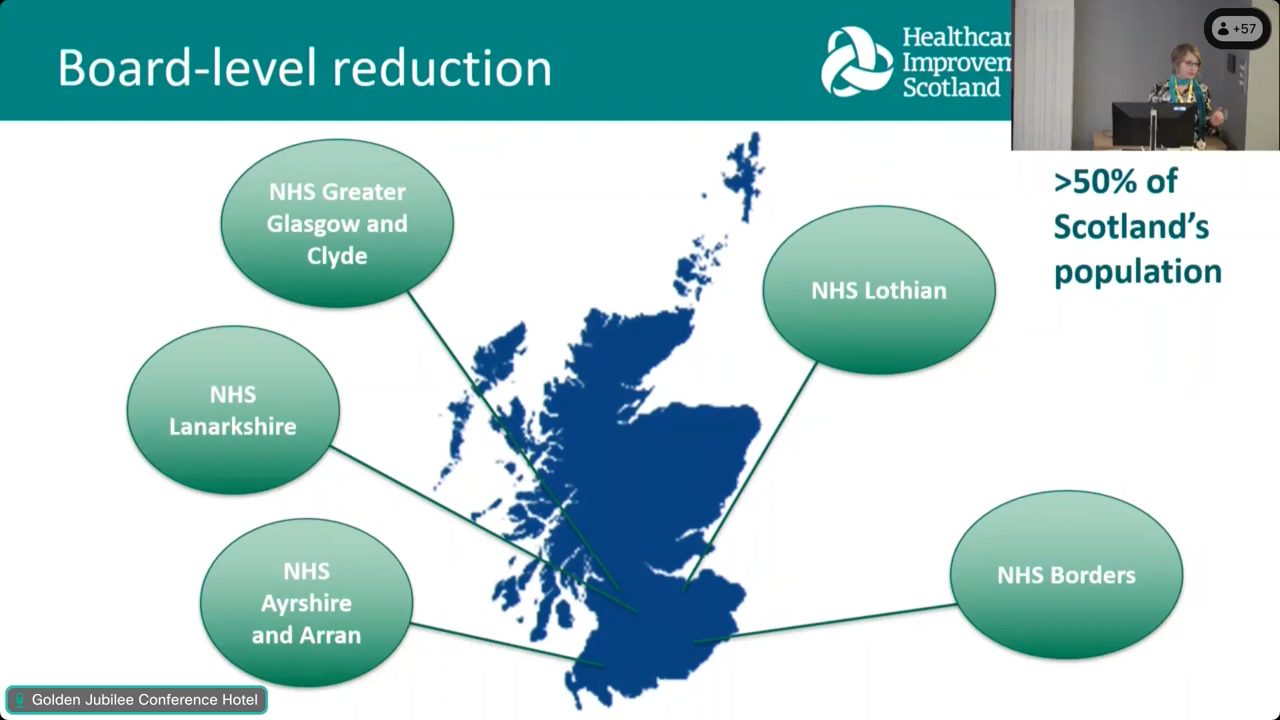 Board-level reduction
Healthcar
Improvem
Scotland
+57
>50% of
Scotland's
population
NHS Greater
Glasgow and
Clyde
NHS Lothian
NHS
Lanarkshire
NHS
Ayrshire
and Arran
NHS Borders
Golden Jubilee Conference Hotel